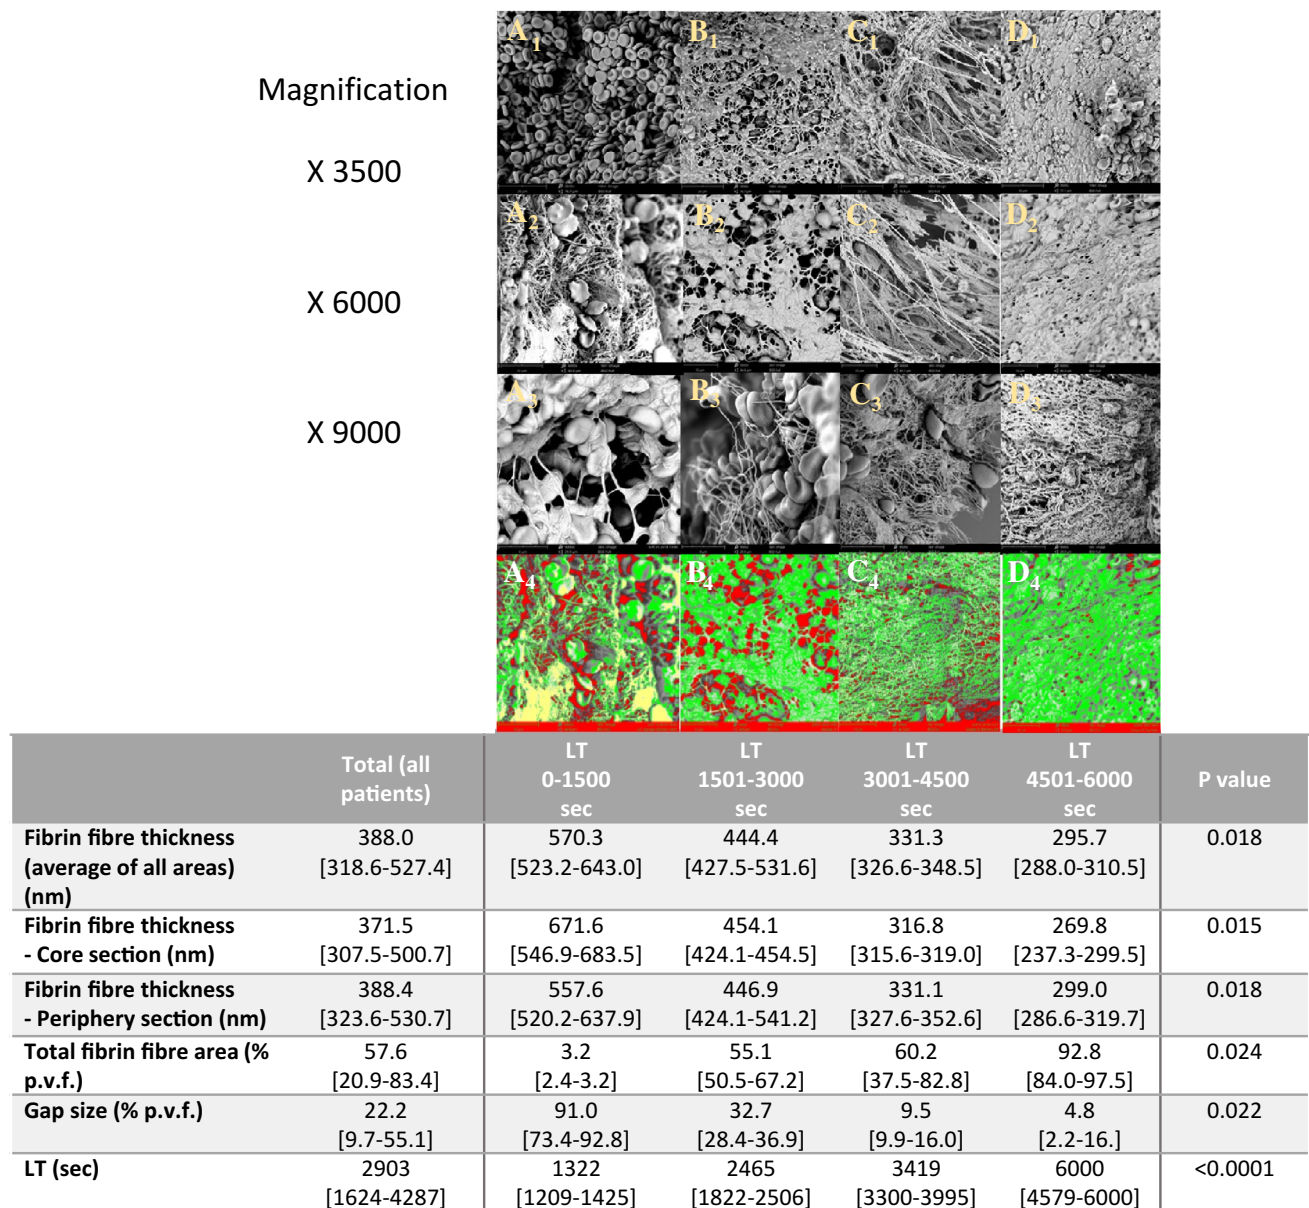 Magnification
X 3500
X 6000
X 9000
A1 B1 C1 D1
A2 B2 C2 D2
A3 B3 C3 D3
A4 B4 C4 D4
Total (all patients) LT 0-1500 sec LT 1501-3000 sec LT 3001-4500 sec LT 4501-6000 sec P value
Fibrin fibre thickness (average of all areas) (nm) 388.0 [318.6-527.4] 570.3 [523.2-643.0] 444.4 [427.5-531.6] 331.3 [326.6-348.5] 295.7 [288.0-310.5] 0.018
Fibrin fibre thickness - Core section (nm) 371.5 [307.5-500.7] 671.6 [546.9-683.5] 454.1 [424.1-454.5] 316.8 [315.6-319.0] 269.8 [237.3-299.5] 0.015
Fibrin fibre thickness - Periphery section (nm) 388.4 [323.6-530.7] 557.6 [520.2-637.9] 446.9 [424.1-541.2] 331.1 [327.6-352.6] 299.0 [286.6-319.7] 0.018
Total fibrin fibre area (% p.v.f.) 57.6 [20.9-83.4] 3.2 [2.4-3.2] 55.1 [50.5-67.2] 60.2 [37.5-82.8] 92.8 [84.0-97.5] 0.024
Gap size (% p.v.f.) 22.2 [9.7-55.1] 91.0 [73.4-92.8] 32.7 [28.4-36.9] 9.5 [9.9-16.0] 4.8 [2.2-16.] 0.022
LT (sec) 2903 [1624-4287] 1322 [1209-1425] 2465 [1822-2506] 3419 [3300-3995] 6000 [4579-6000] <0.0001